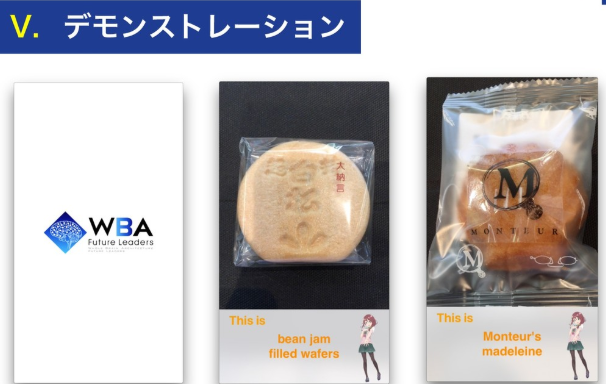 V. デモンストレーション
WBA
Future Leaders
大納言
This is
bean jam
filled wafers
M
MONTEUR
M
This is
Monteur's
madeleine